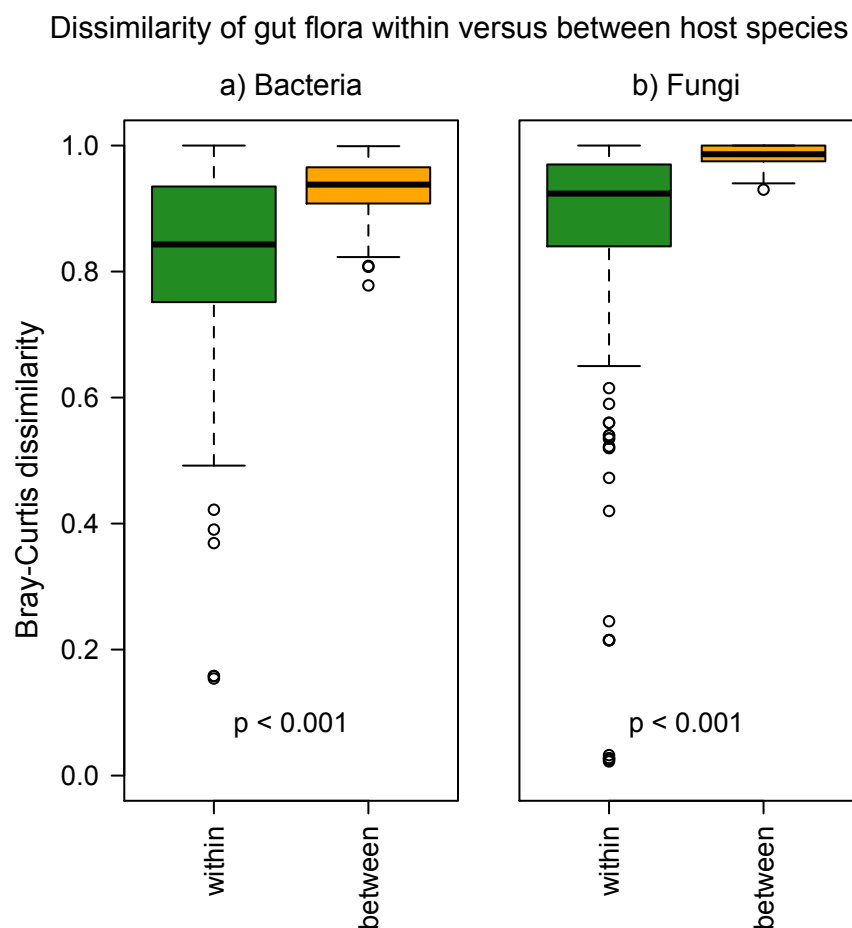 Dissimilarity of gut flora within versus between host species
a) Bacteria
b) Fungi
Bray-Curtis dissimilarity
1.0
0.8
0.6
0.4
0.2
0.0
p < 0.001
p < 0.001
within
between
within
between